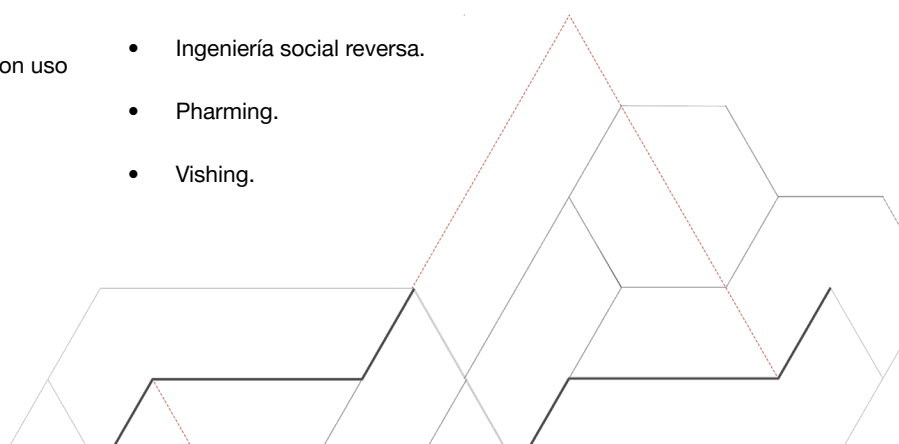 • Ingeniería social reversa.
on uso
• Pharming.
• Vishing.